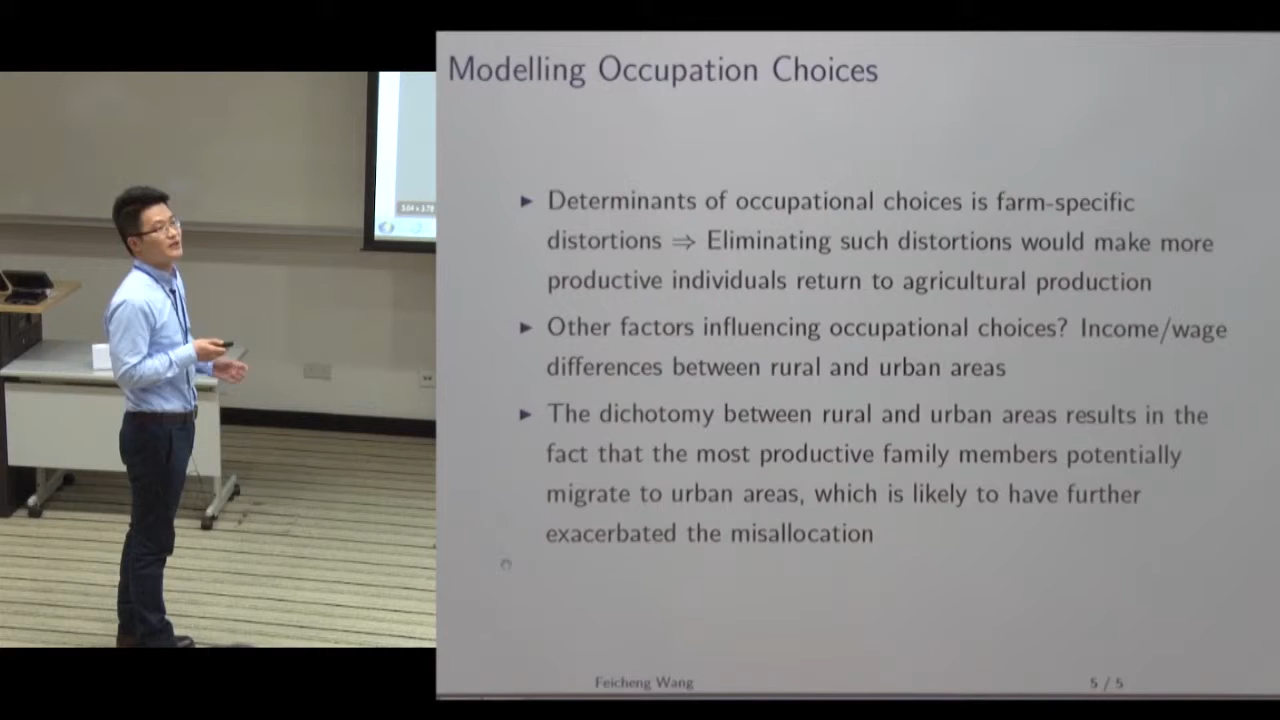 Modelling Occupation Choices
Determinants of occupational choices is farm-specific
distortions ⇒ Eliminating such distortions would make more
productive individuals return to agricultural production
Other factors influencing occupational choices? Income/wage
differences between rural and urban areas
The dichotomy between rural and urban areas results in the
fact that the most productive family members potentially
migrate to urban areas, which is likely to have further
exacerbated the misallocation
Feicheng Wang
5 / 5